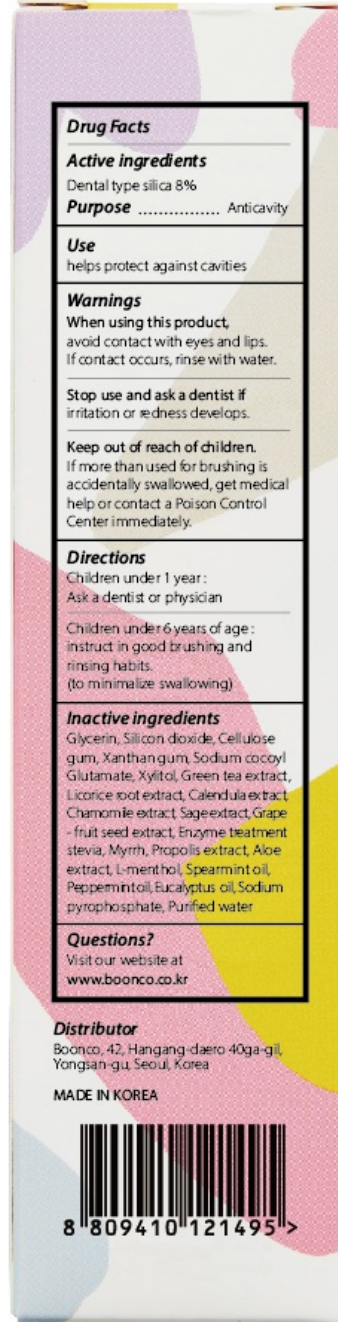 Drug Facts
Active ingredients
Dental type silica 8%
Purpose ................ Anticavity
Use
helps protect against cavities
Warnings
When using this product,
avoid contact with eyes and lips.
If contact occurs, rinse with water.
Stop use and ask a dentist if
irritation or redness develops.
Keep out of reach of children.
If more than used for brushing is
accidentally swallowed, get medical
help or contact a Poison Control
Center immediately.
Directions
Children under 1 year :
Ask a dentist or physician
Children under 6 years of age :
instruct in good brushing and
rinsing habits.
(to minimalize swallowing)
Inactive ingredients
Glycerin, Silicon dioxide, Cellulose
gum, Xanthan gum, Sodium cocoyl
Glutamate, Xylitol, Green tea extract,
Licorice root extract, Calendula extract,
Chamomile extract, Sage extract, Grape
- fruit seed extract, Enzyme treatment
stevia, Myrrh, Propolis extract, Aloe
extract, L-menthol, Spearmint oil,
Peppermint oil, Eucalyptus oil, Sodium
pyrophosphate, Purified water
Questions?
Visit our website at
www.boonco.co.kr
Distributor
Boonco, 42, Hangang-daero 40ga-gil,
Yongsan-gu, Seoul, Korea
MADE IN KOREA
8 809410 121495 >